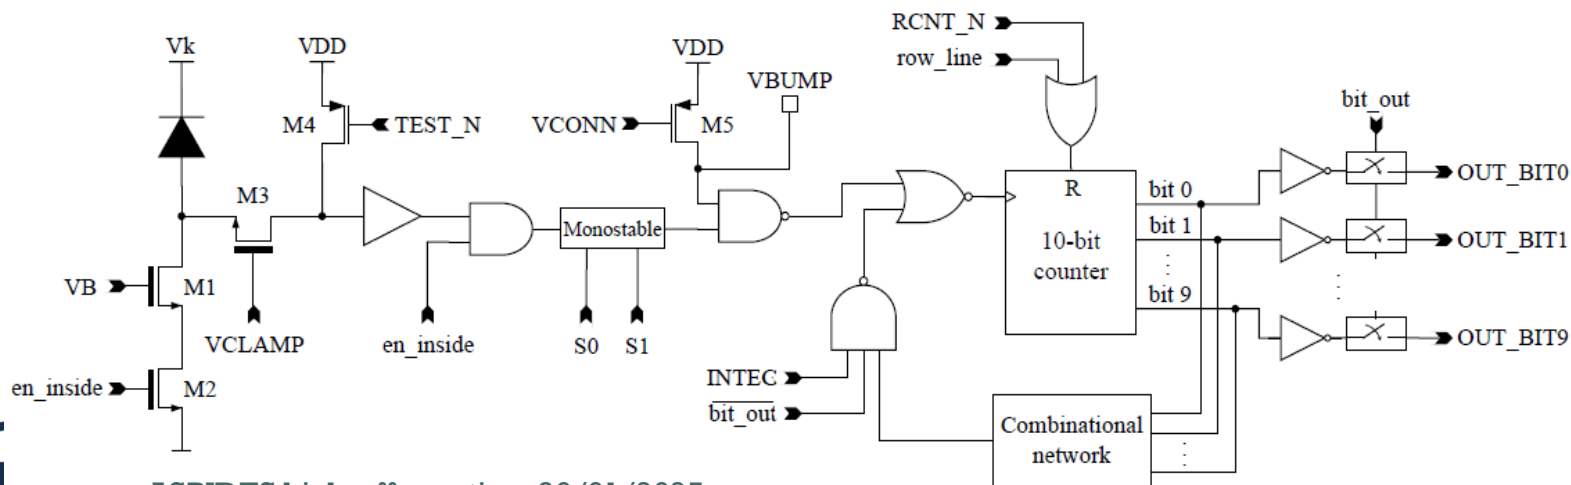 RCNT_N
row_line
Vk
VDD
VDD
VBUMP
bit_out
M4
TEST_N
VCONN
M5
M3
R
bit 0
OUT_BIT0
Monostable
10-bit
counter
bit 1
OUT_BIT1
VB
M1
bit 9
VCLAMP
en_inside
S0
S1
OUT_BIT9
en_inside
M2
INTEC
bit_out
Combinational
network